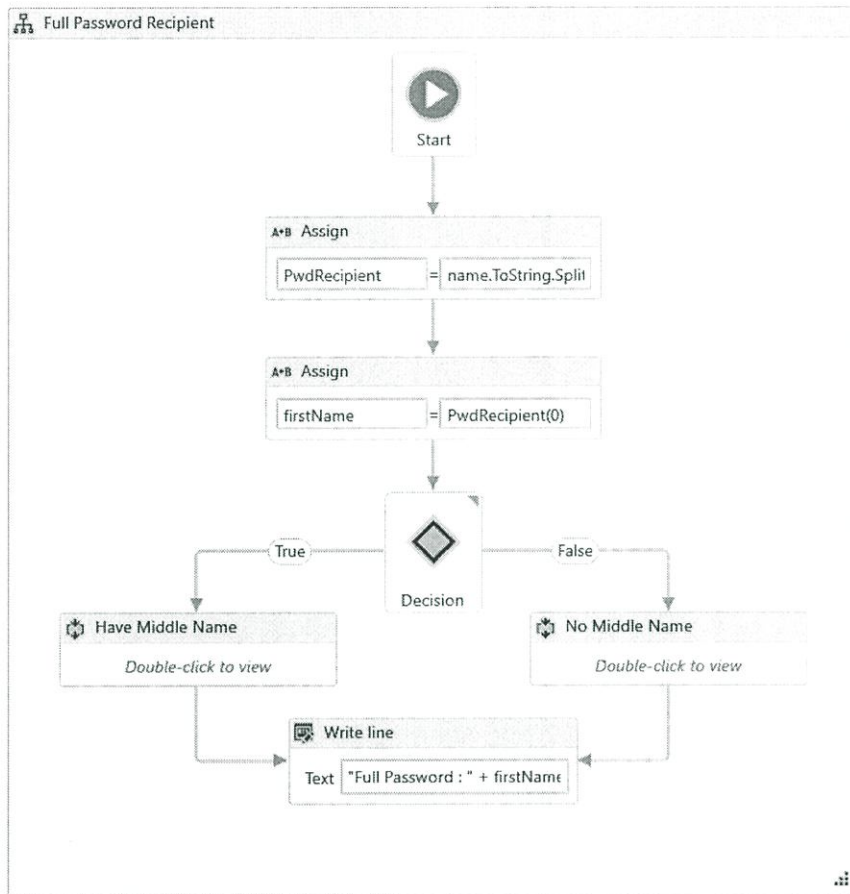 Full Password Recipient
Start
A+B Assign
PwdRecipient = name.ToString.Split
A+B Assign
firstName = PwdRecipient(0)
True
False
Decision
Have Middle Name
No Middle Name
Double-click to view
Double-click to view
Write line
Text "Full Password : " + firstName